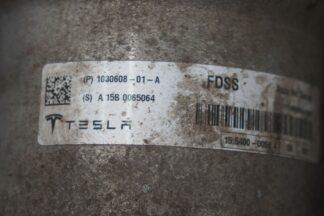 (P) 1030608-01-A
FDSS
(S) A 15B 0065064
TESLA